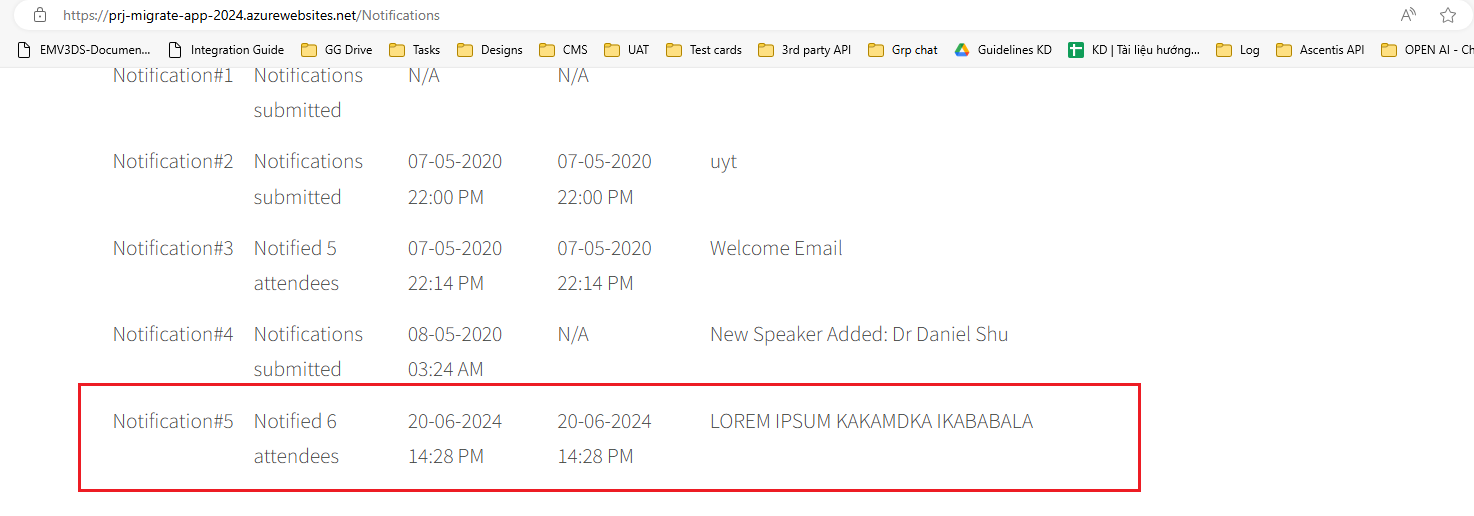 https://prj-migrate-app-2024.azurewebsites.net/Notifications
EMV3DS-Documen... Integration Guide GG Drive Tasks Designs CMS UAT Test cards 3rd party API Grp chat Guidelines KD KD | Tài liệu hướng... Log Ascentis API OPEN AI - Ch
Notification#1 Notifications N/A N/A
submitted
Notification#2 Notifications 07-05-2020 07-05-2020 uyt
submitted 22:00 PM 22:00 PM
Notification#3 Notified 5 07-05-2020 07-05-2020 Welcome Email
attendees 22:14 PM 22:14 PM
Notification#4 Notifications 08-05-2020 N/A New Speaker Added: Dr Daniel Shu
submitted 03:24 AM
Notification#5 Notified 6 20-06-2024 20-06-2024 LOREM IPSUM KAKAMDKA IKABABALA
attendees 14:28 PM 14:28 PM